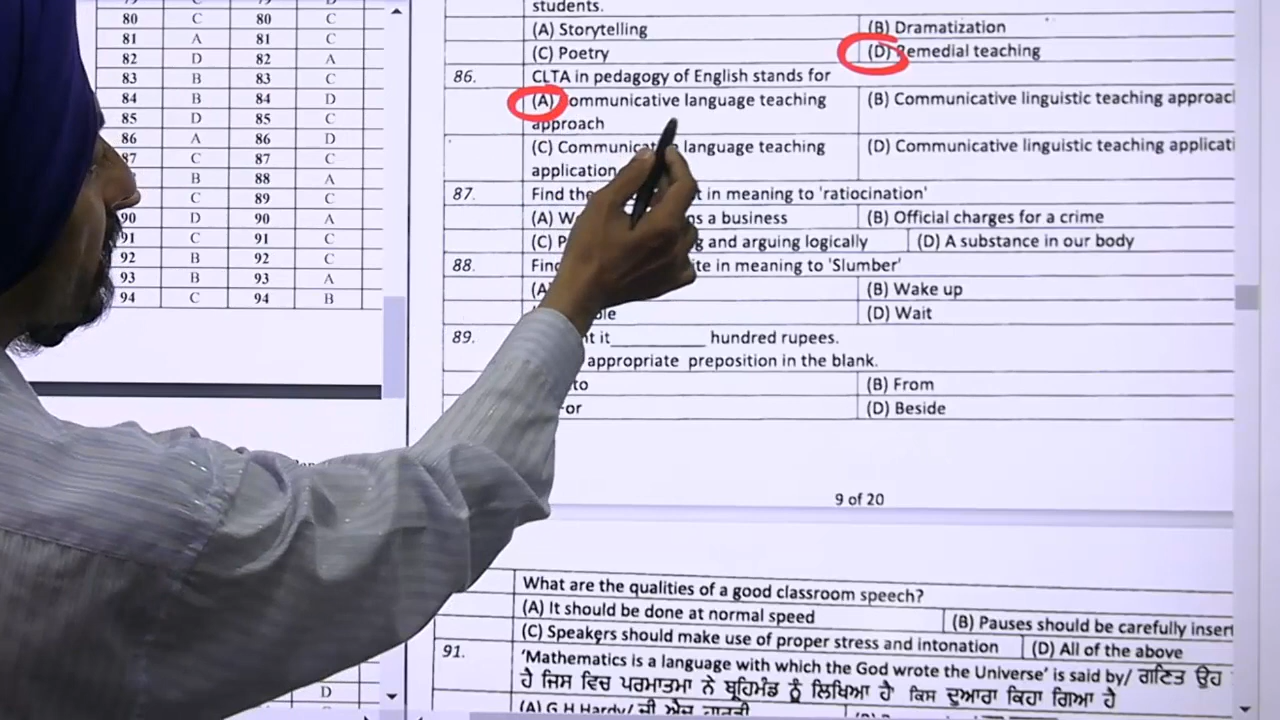 80 C 80 C
81 A 81 C
82 D 82 A
83 B 83 C
84 B 84 D
85 D 85 C
86 A 86 D
87 C 87 C
B 88 A
C 89 C
90 D 90 A
91 C 91 C
92 B 92 C
93 B 93 A
94 C 94 B
D
students.
(A) Storytelling (B) Dramatization
(C) Poetry (D) Remedial teaching
86. CLTA in pedagogy of English stands for
(A) Communicative language teaching (B) Communicative linguistic teaching approac
approach
(C) language teaching (D) Communicative linguistic teaching applicati
application
87. Find the in meaning to 'ratiocination'
(A) a business (B) Official charges for a crime
(C) and arguing logically (D) A substance in our body
88. in meaning to 'Slumber'
(B) Wake up
(D) Wait
89. it__________ hundred rupees.
appropriate preposition in the blank.
(B) From
(D) Beside
9 of 20
What are the qualities of a good classroom speech?
(A) It should be done at normal speed (B) Pauses should be carefully insert
(C) Speakers should make use of proper stress and intonation (D) All of the above
91. 'Mathematics is a language with which the God wrote the Universe' is said by/ ਗਣਿਤ ਉਹ
ਹੈ ਜਿਸ ਵਿਚ ਪਰਮਾਤਮਾ ਨੇ ਬ੍ਰਹਿਮੰਡ ਨੂੰ ਲਿਖਿਆ ਹੈ' ਕਿਸ ਦੁਆਰਾ ਕਿਹਾ ਗਿਆ ਹੈ
(A) G H Hardy/ ਜੀ ਐਚ ਹਾਰਡੀ